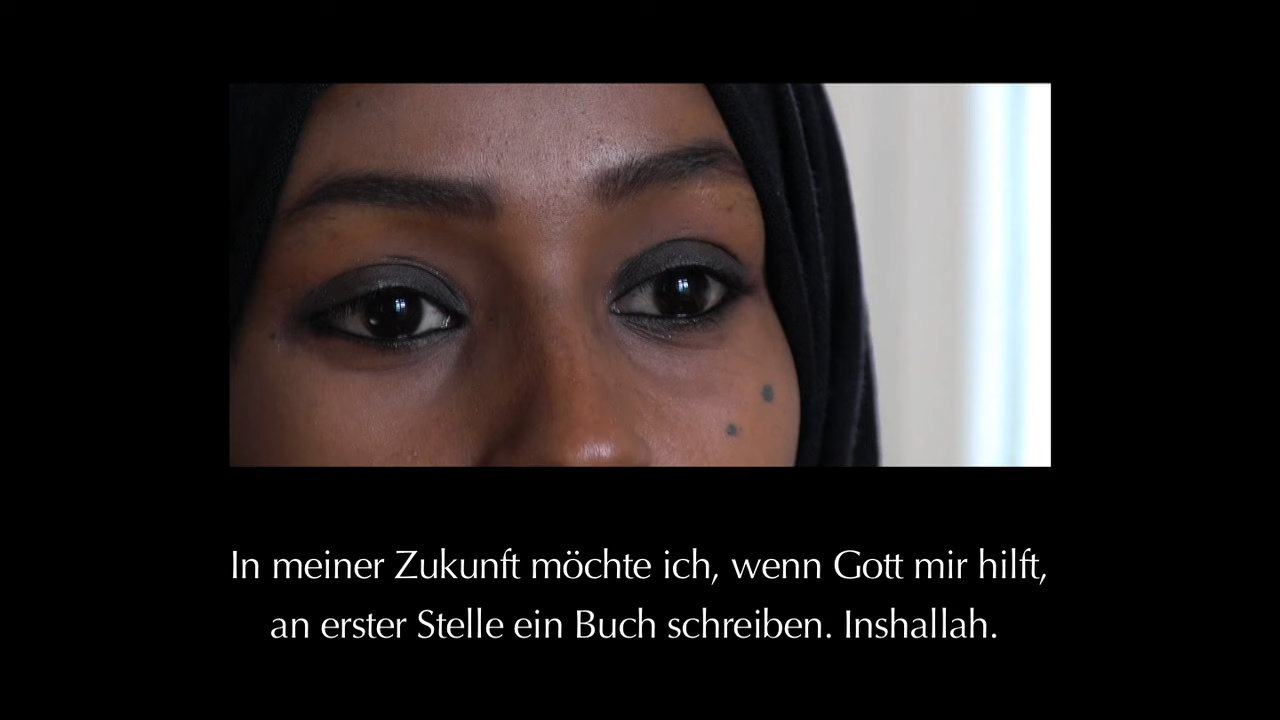 In meiner Zukunft möchte ich, wenn Gott mir hilft,
an erster Stelle ein Buch schreiben. Inshallah.